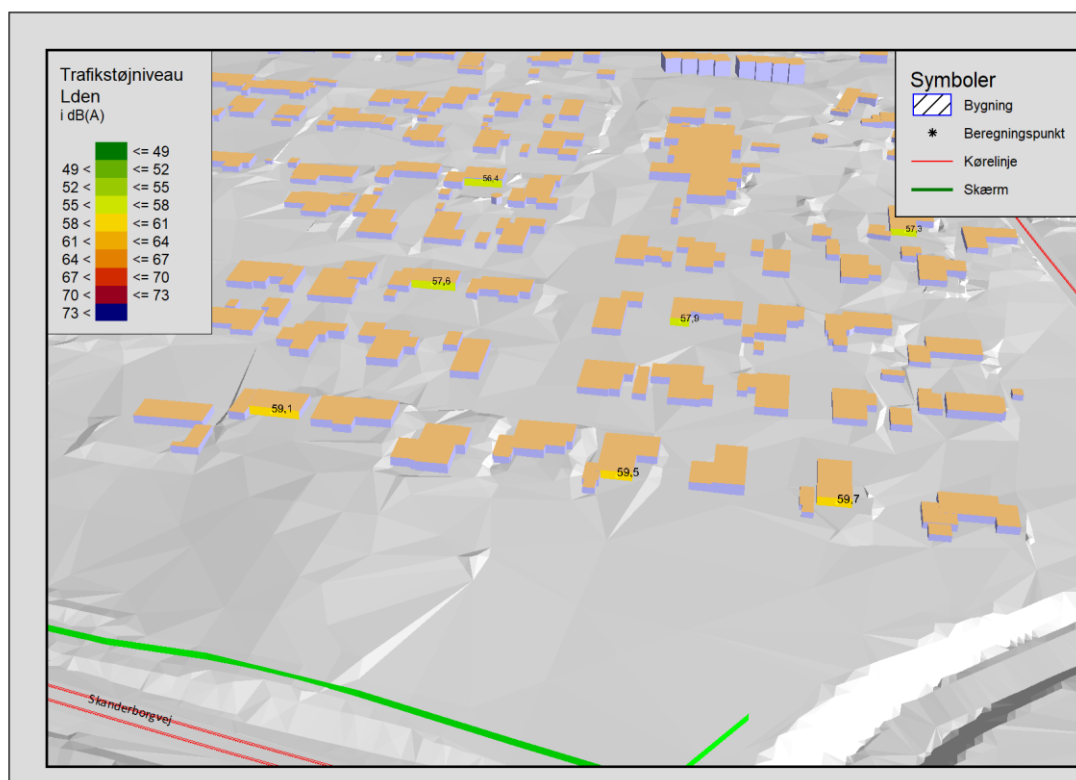 Trafikstøjniveau
Lden
i dB(A)
<= 49
49 < <= 52
52 < <= 55
55 < <= 58
58 < <= 61
61 < <= 64
64 < <= 67
67 < <= 70
70 < <= 73
73 <
Symboler
Bygning
Beregningspunkt
Kørelinje
Skærm
56,4
57,3
57,6
57,9
59,1
59,5
59,7
Skanderborgvej